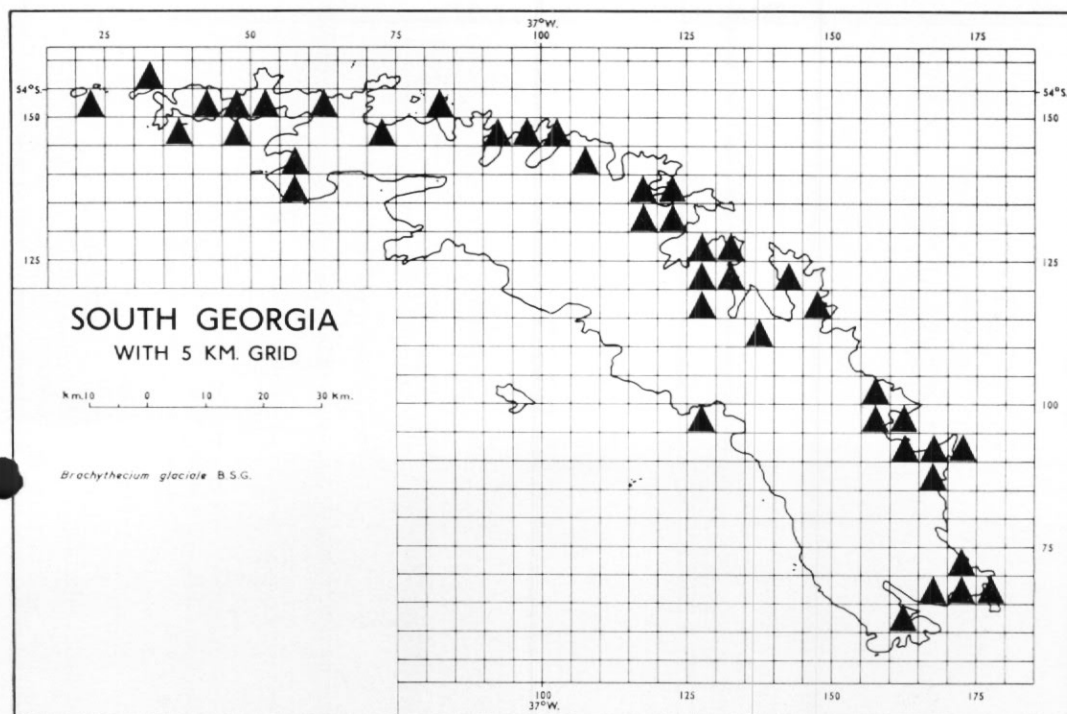 37°W.
25 50 75 100 125 150 175
54°S. 54°S.
150 150
125 125
SOUTH GEORGIA
WITH 5 KM. GRID
km.10 0 10 20 30 km.
100
Brachythecium glaciale B.S.G.
75
100 125 150 175
37°W.